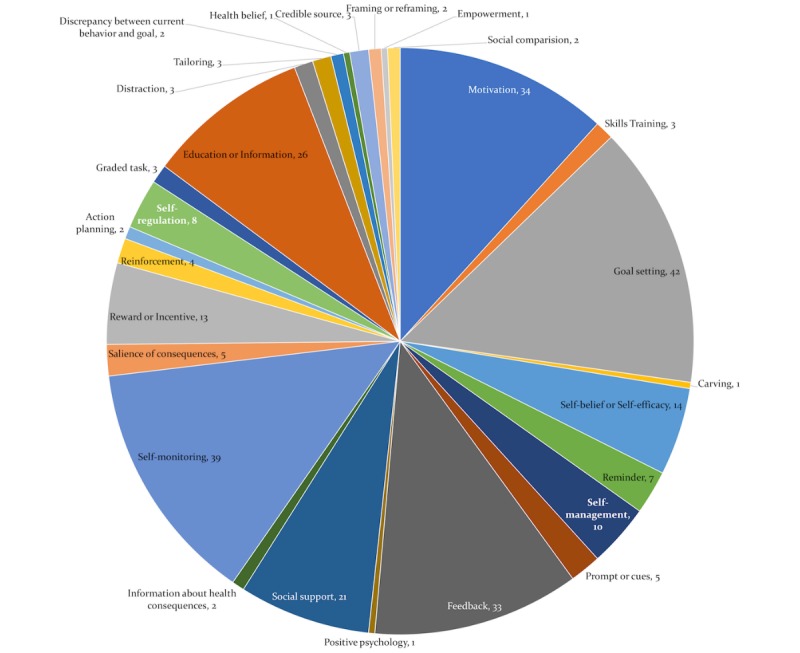 Framing or reframing, 2
Health belief, 1
Credible source, 3
Empowerment, 1
Discrepancy between current
behavior and goal, 2
Social comparision, 2
Tailoring, 3
Distraction, 3
Motivation, 34
Skills Training, 3
Education or Information, 26
Graded task, 3
Self-
regulation, 8
Action
planning, 2
Reinforcement, 4
Goal setting, 42
Reward or Incentive, 13
Salience of consequences, 5
Carving, 1
Self-belief or Self-efficacy, 14
Self-monitoring, 39
Reminder, 7
Self-
management,
10
Prompt or cues, 5
Information about health
consequences, 2
Social support, 21
Feedback, 33
Positive psychology, 1